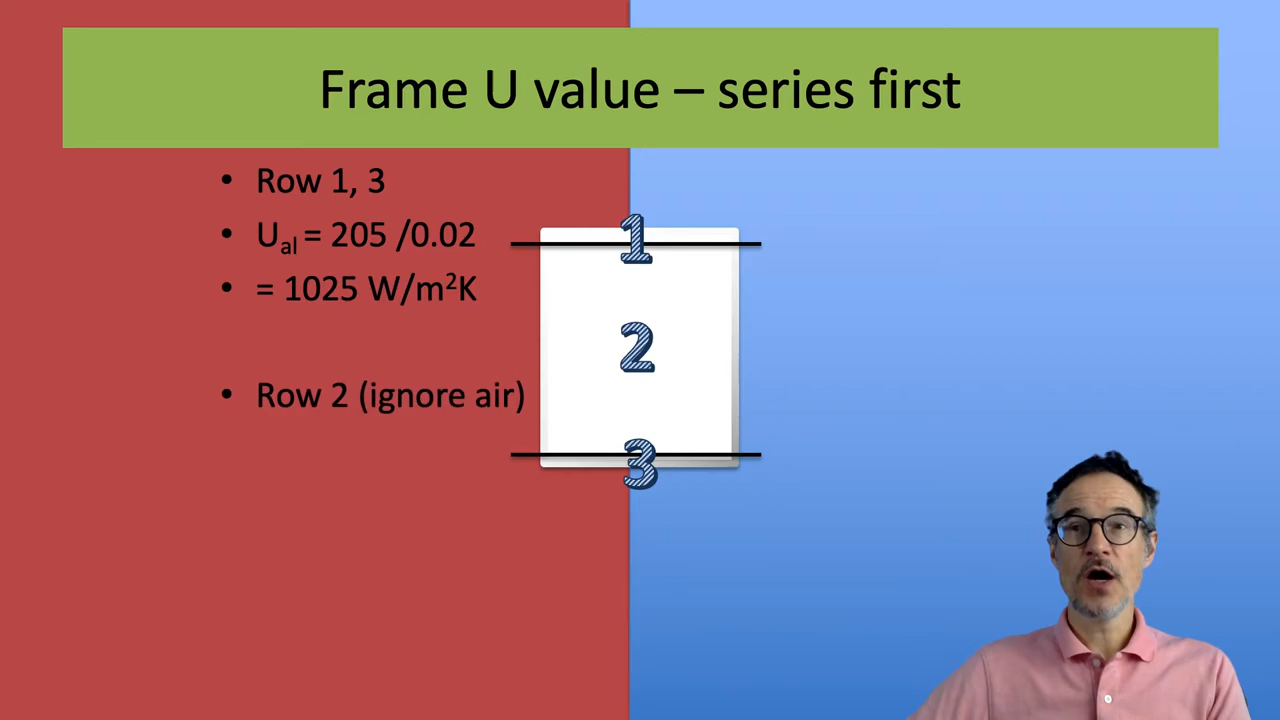 Frame U value – series first
• Row 1, 3
• Ual = 205 /0.02
• = 1025 W/m²K
• Row 2 (ignore air)
1
2
3